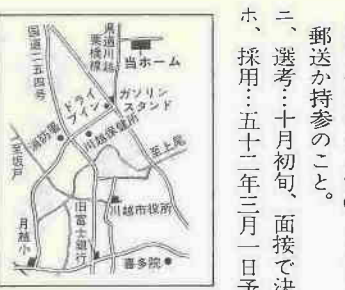 郵送か持参のこと。
ニ、選考…十月初旬、面接で決
ホ、採用…五十二年三月一日予
国道二五四号
県道川越
栗橋線
当ホーム
ドライブイン
ガソリン
スタンド
消防署
川越保健所
至上尾
至坂戸
川越市役所
旧富士銀行
月越小
喜多院